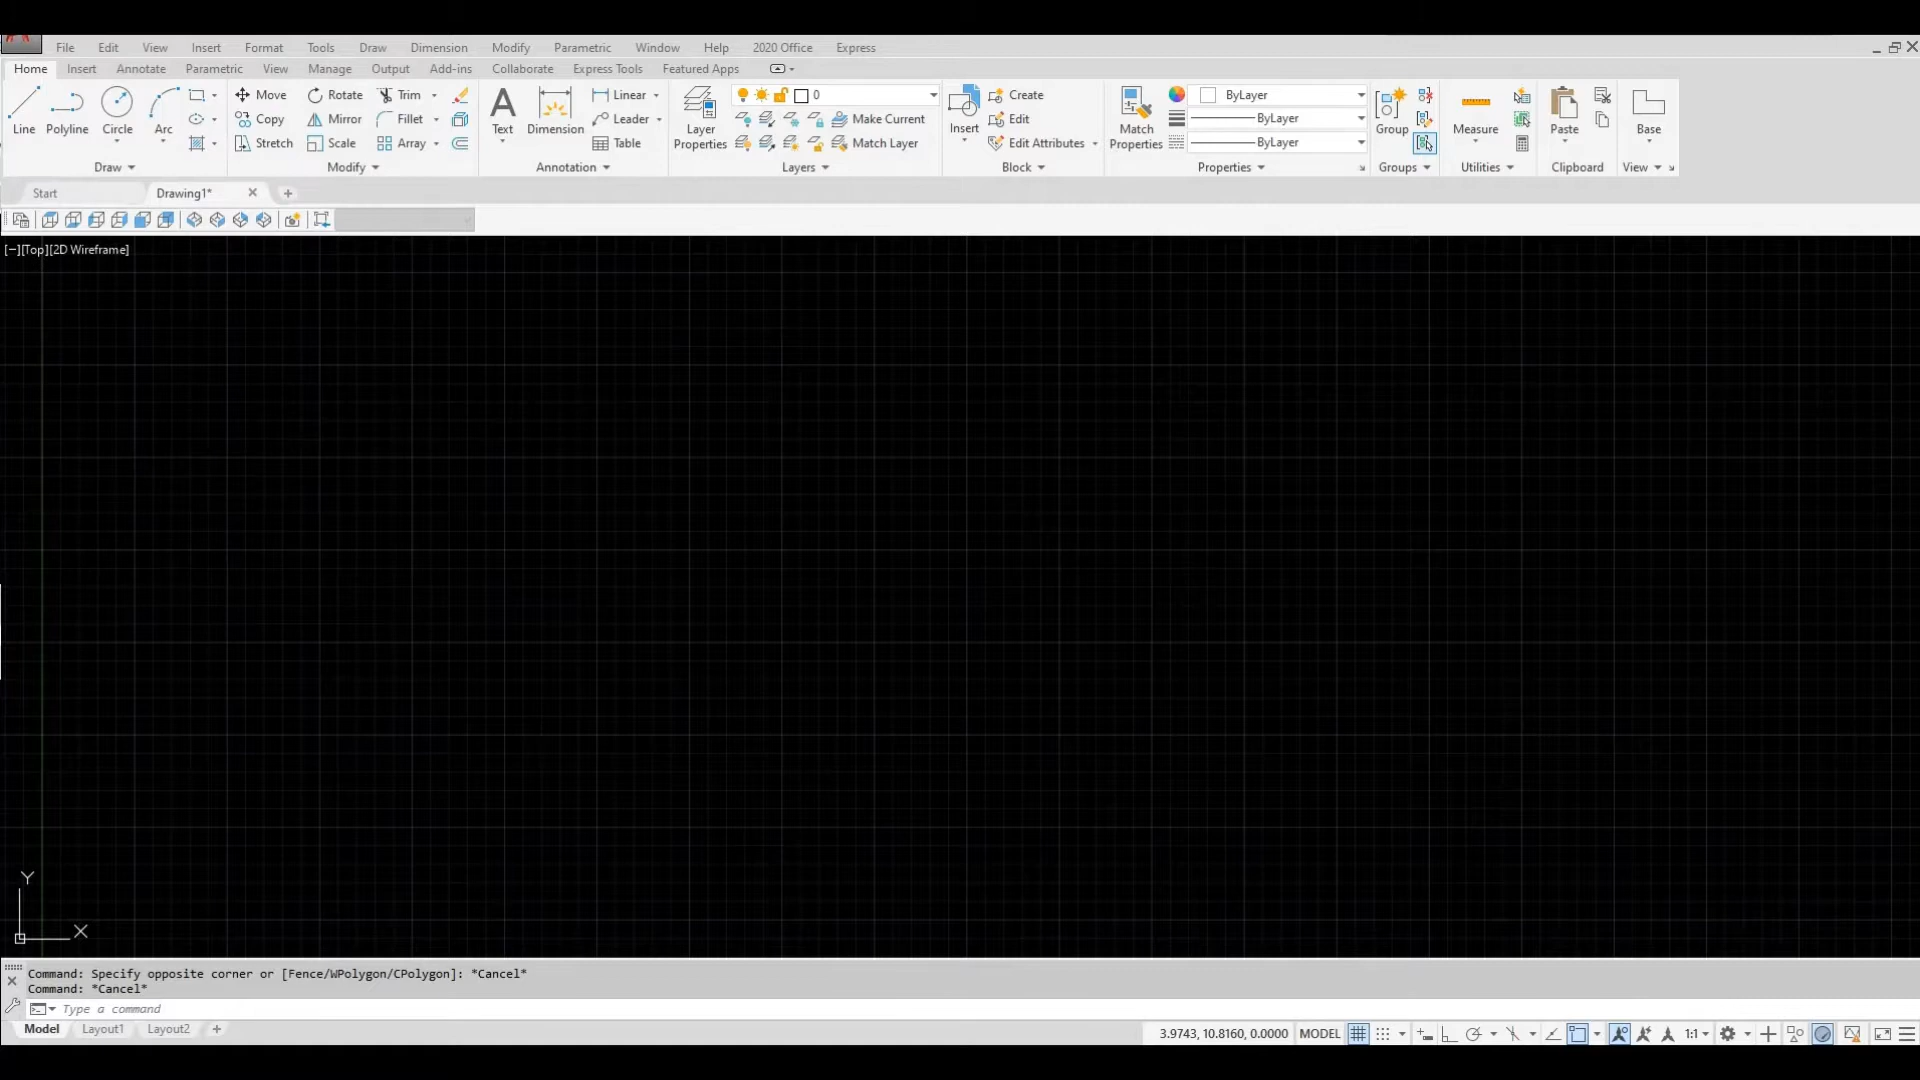 File Edit View Insert Format Tools Draw Dimension Modify Parametric Window Help 2020 Office Express
Home Insert Annotate Parametric View Manage Output Add-ins Collaborate Express Tools Featured Apps
Move Rotate Trim Linear 0 Create ByLayer
Copy Mirror Fillet Leader Make Current Edit ByLayer
Line Polyline Circle Arc Text Dimension Layer Properties Insert Match Properties Group Measure Paste Base
Stretch Scale Array Table Match Layer Edit Attributes ByLayer
Draw Modify Annotation Layers Block Properties Groups Utilities Clipboard View
Start Drawing1*
[−][Top][2D Wireframe]
Y
X
Command: Specify opposite corner or [Fence/WPolygon/CPolygon]: *Cancel*
Command: *Cancel*
Type a command
Model Layout1 Layout2 +
3.9743, 10.8160, 0.0000 MODEL 1:1